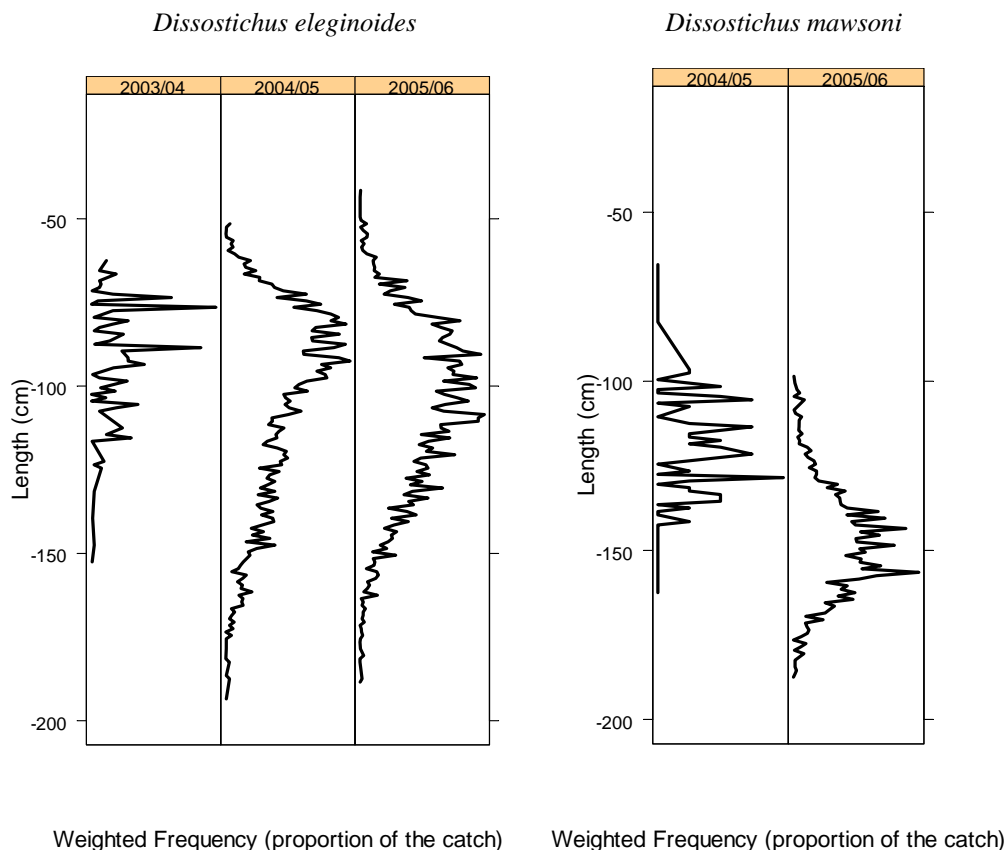 Dissostichus eleginoides
Dissostichus mawsoni
2003/04
2004/05
2005/06
2004/05
2005/06
Length (cm)
-50
-100
-150
-200
Length (cm)
-50
-100
-150
-200
Weighted Frequency (proportion of the catch)
Weighted Frequency (proportion of the catch)